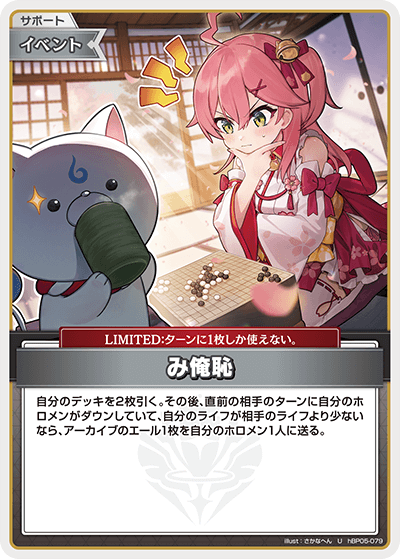 サポート
イベント
LIMITED:ターンに1枚しか使えない。
み俺恥
自分のデッキを2枚引く。その後、直前の相手のターンに自分のホ
ロメンがダウンしていて、自分のライフが相手のライフより少ない
なら、アーカイブのエール1枚を自分のホロメン1人に送る。
illust：さかなへん U hBP05-079